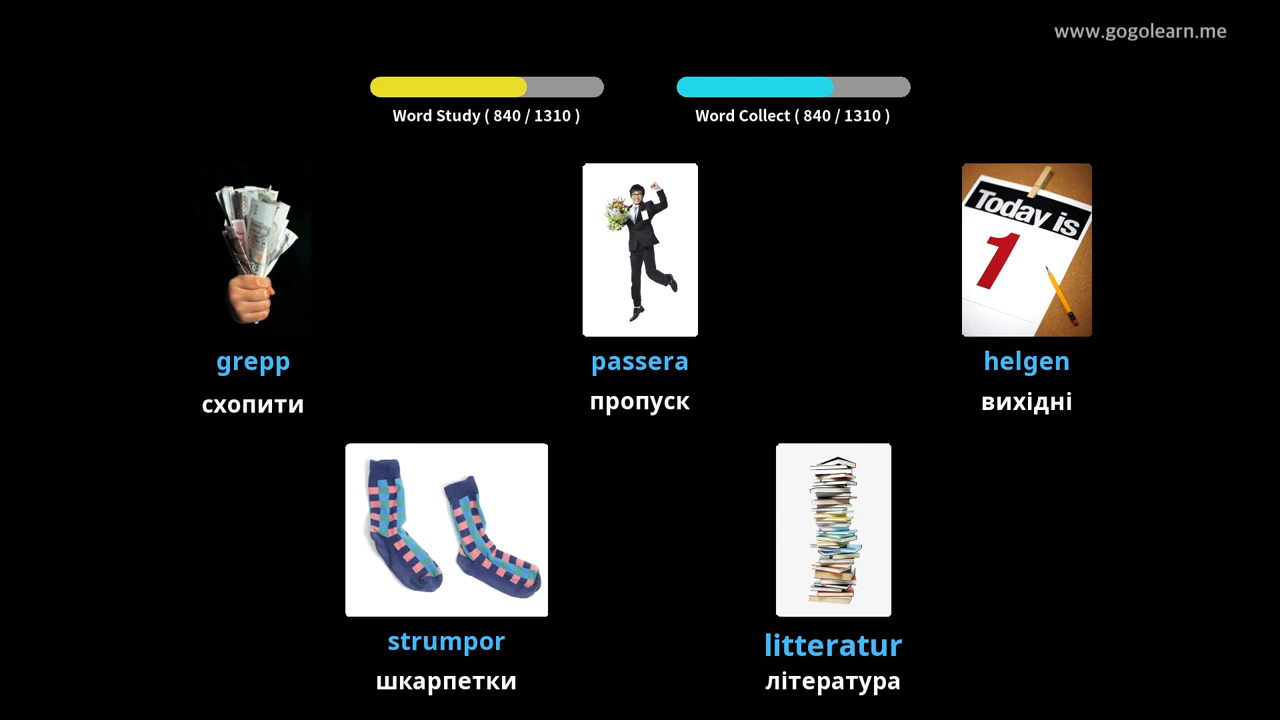 www.gogolearn.me
Word Study ( 840 / 1310 )
Word Collect ( 840 / 1310 )
Today is
1
grepp
passera
helgen
схопити
пропуск
вихідні
strumpor
litteratur
шкарпетки
література